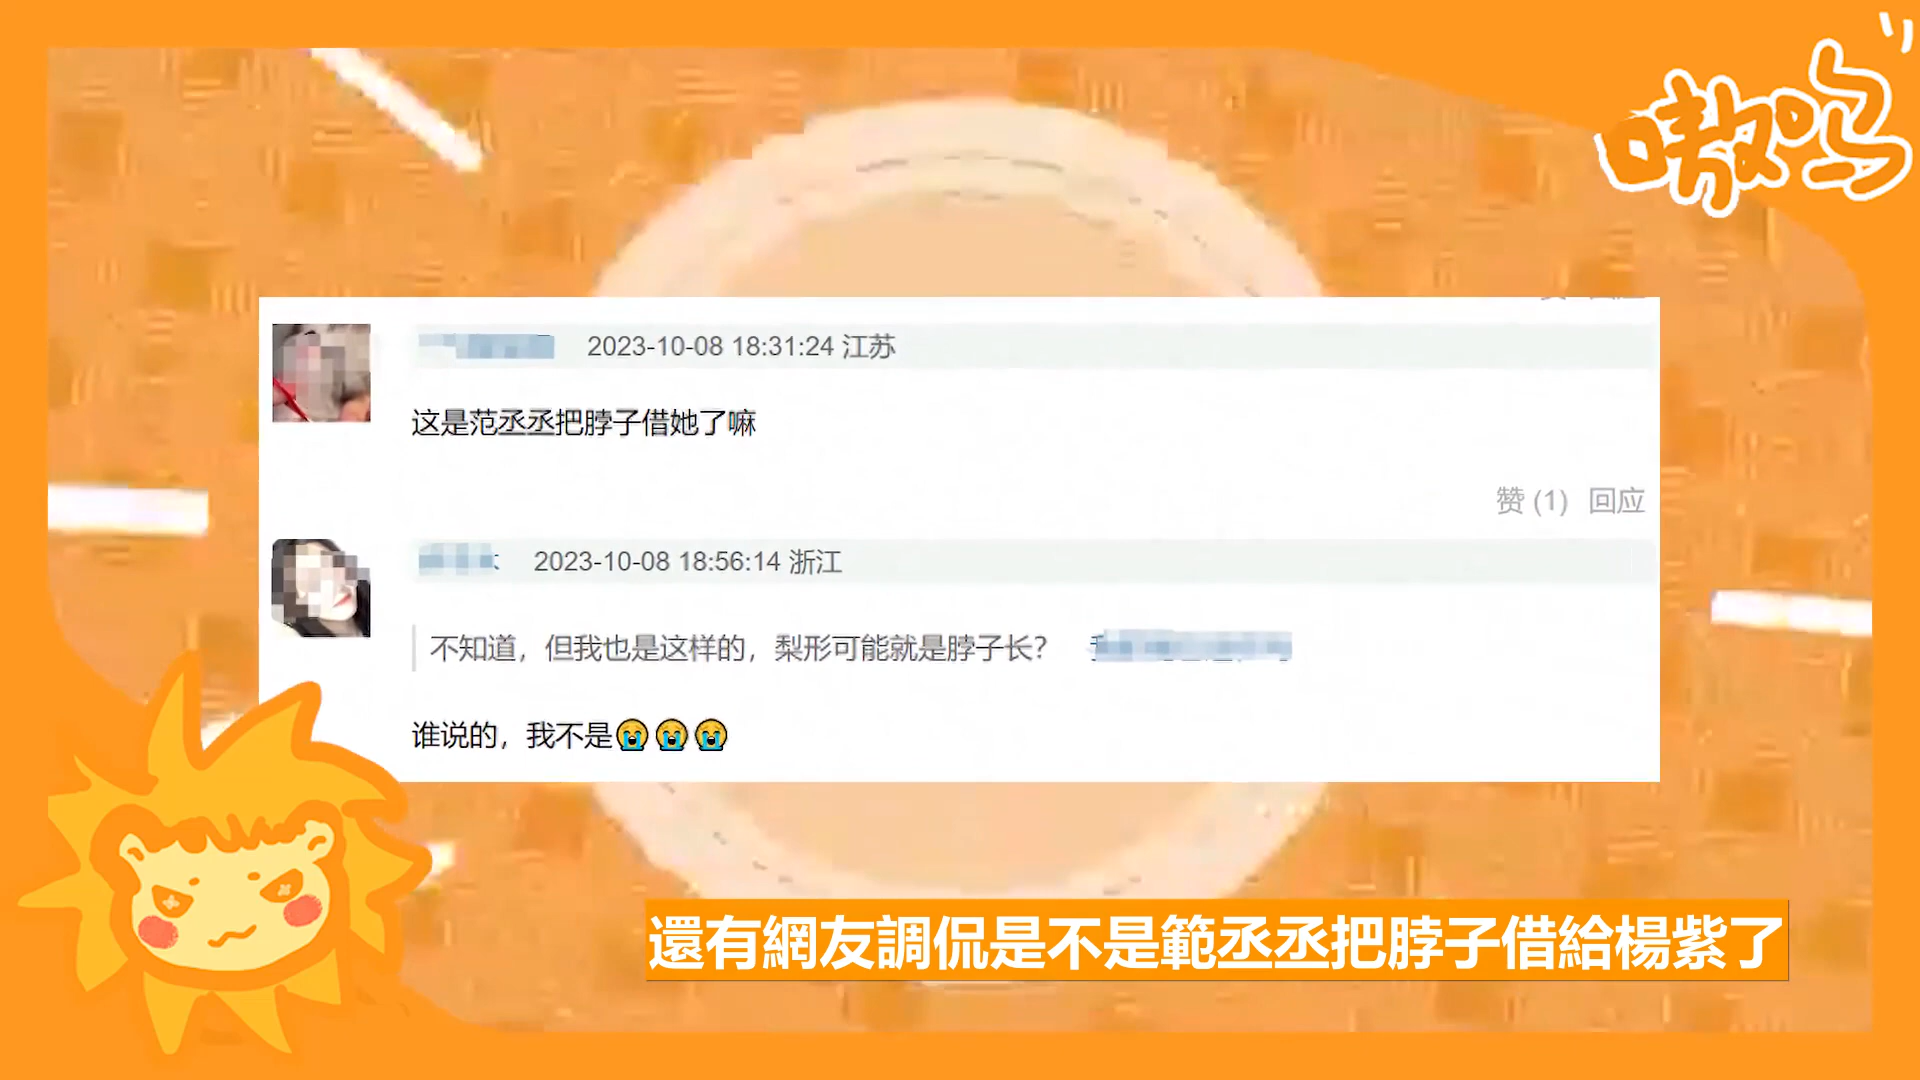 嗷呜
2023-10-08 18:31:24 江苏
这是范丞丞把脖子借她了嘛
赞 (1) 回应
2023-10-08 18:56:14 浙江
不知道，但我也是这样的，梨形可能就是脖子长？
谁说的，我不是😭😭😭
還有網友調侃是不是範丞丞把脖子借給楊紫了